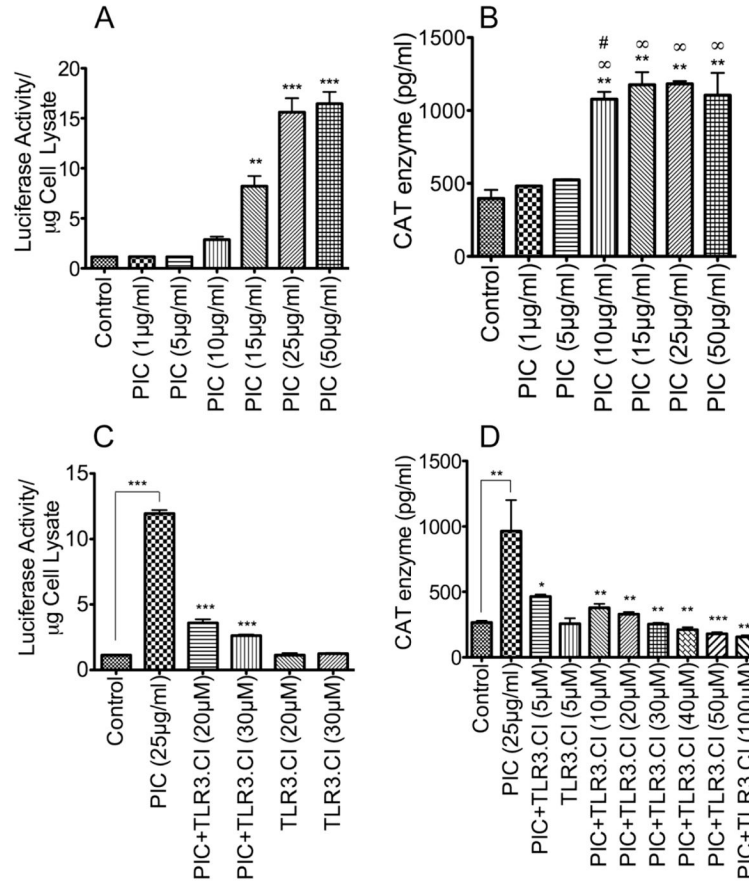 A
Luciferase Activity/
µg Cell Lysate
20
15
10
5
0
**
***
***
Control
PIC (1µg/ml)
PIC (5µg/ml)
PIC (10µg/ml)
PIC (15µg/ml)
PIC (25µg/ml)
PIC (50µg/ml)
B
CAT enzyme (pg/ml)
1500
1000
500
0
#
∞
**
∞
**
∞
**
∞
**
Control
PIC (1µg/ml)
PIC (5µg/ml)
PIC (10µg/ml)
PIC (15µg/ml)
PIC (25µg/ml)
PIC (50µg/ml)
C
Luciferase Activity/
µg Cell Lysate
15
10
5
0
***
***
***
Control
PIC (25µg/ml)
PIC+TLR3.CI (20µM)
PIC+TLR3.CI (30µM)
TLR3.CI (20µM)
TLR3.CI (30µM)
D
CAT enzyme (pg/ml)
1500
1000
500
0
**
*
**
**
**
**
***
**
Control
PIC (25µg/ml)
PIC+TLR3.CI (5µM)
TLR3.CI (5µM)
PIC+TLR3.CI (10µM)
PIC+TLR3.CI (20µM)
PIC+TLR3.CI (30µM)
PIC+TLR3.CI (40µM)
PIC+TLR3.CI (50µM)
PIC+TLR3.CI (100µM)